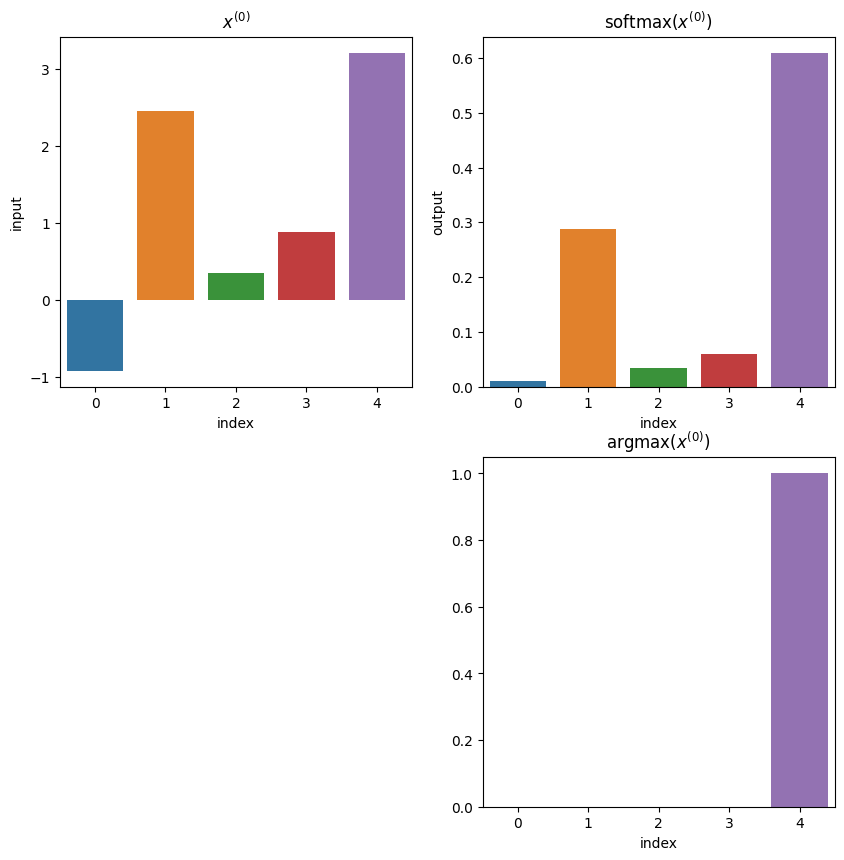 x^(0)
input
3
2
1
0
−1
0 1 2 3 4
index
softmax(x^(0))
output
0.6
0.5
0.4
0.3
0.2
0.1
0.0
0 1 2 3 4
index
argmax(x^(0))
1.0
0.8
0.6
0.4
0.2
0.0
0 1 2 3 4
index